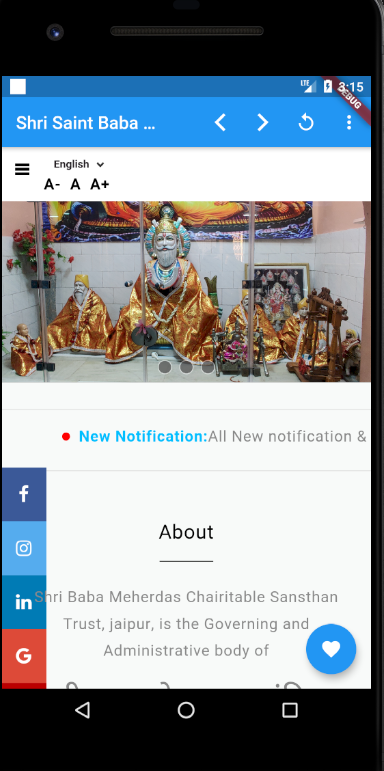 LTE 3:15
DEBUG
Shri Saint Baba ...
English
A- A A+
New Notification:All New notification &
About
Shri Baba Meherdas Chairitable Sansthan
Trust, jaipur, is the Governing and
Administrative body of
f
in
G